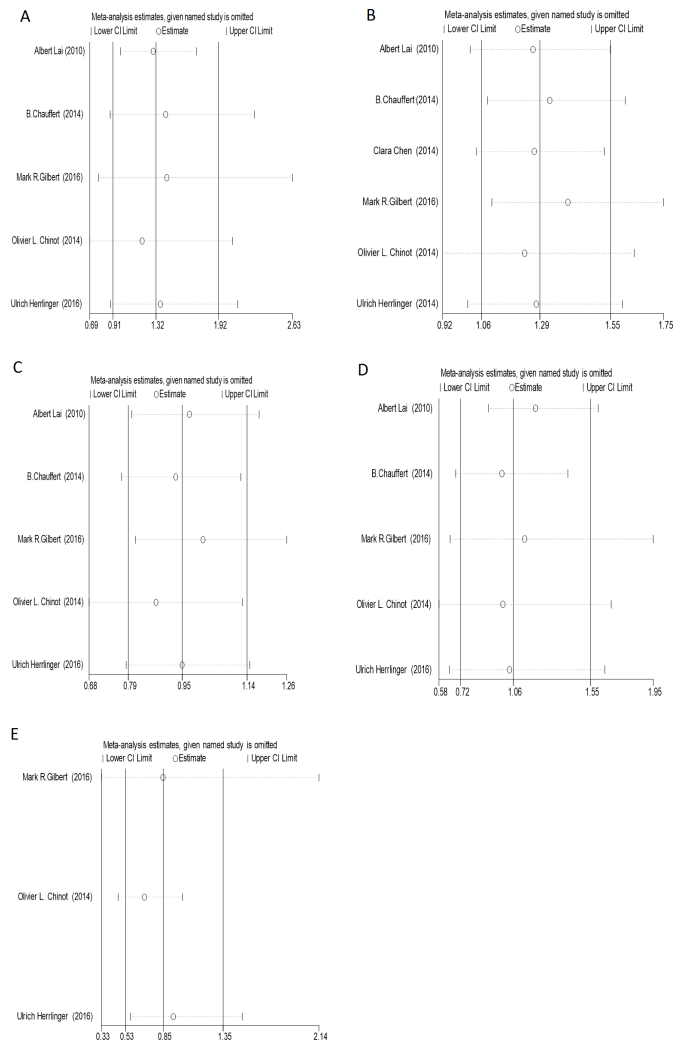 A
Meta-analysis estimates, given named study is omitted
| Lower CI Limit ○Estimate | Upper CI Limit
Albert Lai (2010)
B.Chauffert (2014)
Mark R.Gilbert (2016)
Olivier L. Chinot (2014)
Ulrich Herrlinger (2016)
0.69 0.91 1.32 1.92 2.63
B
Meta-analysis estimates, given named study is omitted
| Lower CI Limit ○Estimate | Upper CI Limit
Albert Lai (2010)
B.Chauffert (2014)
Clara Chen (2014)
Mark R.Gilbert (2016)
Olivier L. Chinot (2014)
Ulrich Herrlinger (2014)
0.92 1.06 1.29 1.55 1.75
C
Meta-analysis estimates, given named study is omitted
| Lower CI Limit ○Estimate | Upper CI Limit
Albert Lai (2010)
B.Chauffert (2014)
Mark R.Gilbert (2016)
Olivier L. Chinot (2014)
Ulrich Herrlinger (2016)
0.68 0.79 0.95 1.14 1.26
D
Meta-analysis estimates, given named study is omitted
| Lower CI Limit ○Estimate | Upper CI Limit
Albert Lai (2010)
B.Chauffert (2014)
Mark R.Gilbert (2016)
Olivier L. Chinot (2014)
Ulrich Herrlinger (2016)
0.58 0.72 1.06 1.55 1.95
E
Meta-analysis estimates, given named study is omitted
| Lower CI Limit ○Estimate | Upper CI Limit
Mark R.Gilbert (2016)
Olivier L. Chinot (2014)
Ulrich Herrlinger (2016)
0.33 0.53 0.85 1.35 2.14